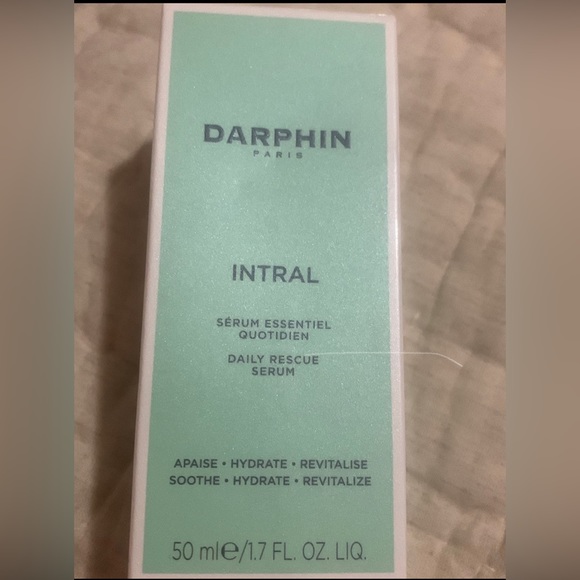 DARPHIN
PARIS
INTRAL
SÉRUM ESSENTIEL
QUOTIDIEN
DAILY RESCUE
SERUM
APAISE • HYDRATE • REVITALISE
SOOTHE • HYDRATE • REVITALIZE
50 ml℮/1.7 FL. OZ. LIQ.